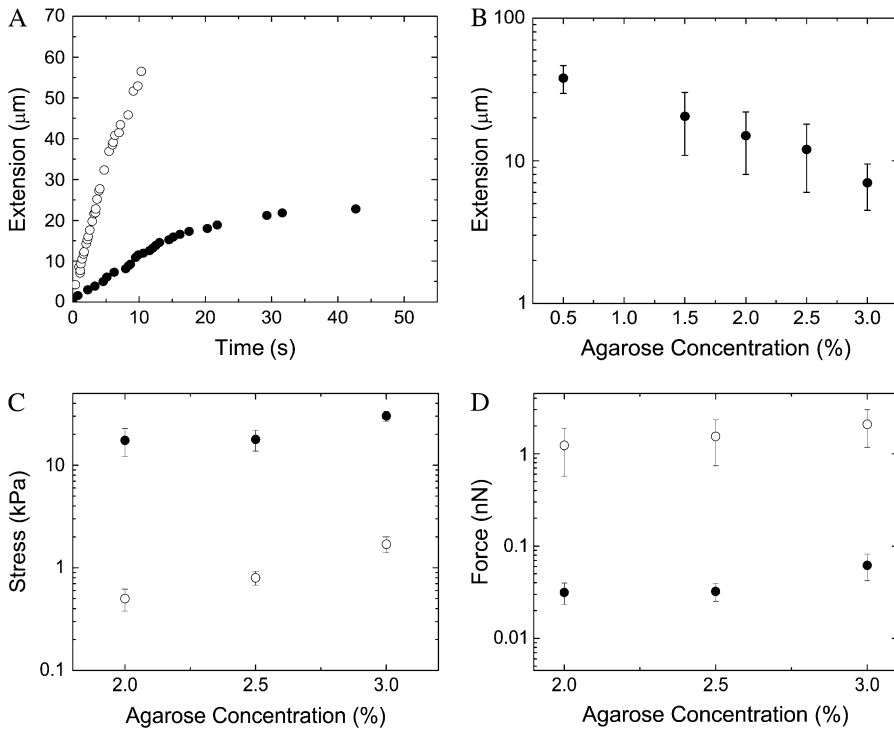 A
70
60
50
40
30
20
10
0
0 10 20 30 40 50
Extension (μm)
Time (s)
B
100
10
1
0.5 1.0 1.5 2.0 2.5 3.0
Extension (μm)
Agarose Concentration (%)
C
10
1
0.1
2.0 2.5 3.0
Stress (kPa)
Agarose Concentration (%)
D
1
0.1
0.01
2.0 2.5 3.0
Force (nN)
Agarose Concentration (%)